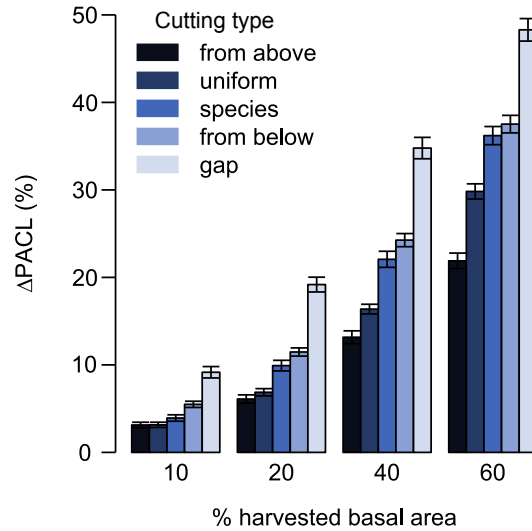 Cutting type
from above
uniform
species
from below
gap
ΔPACL (%)
50
40
30
20
10
0
10 20 40 60
% harvested basal area